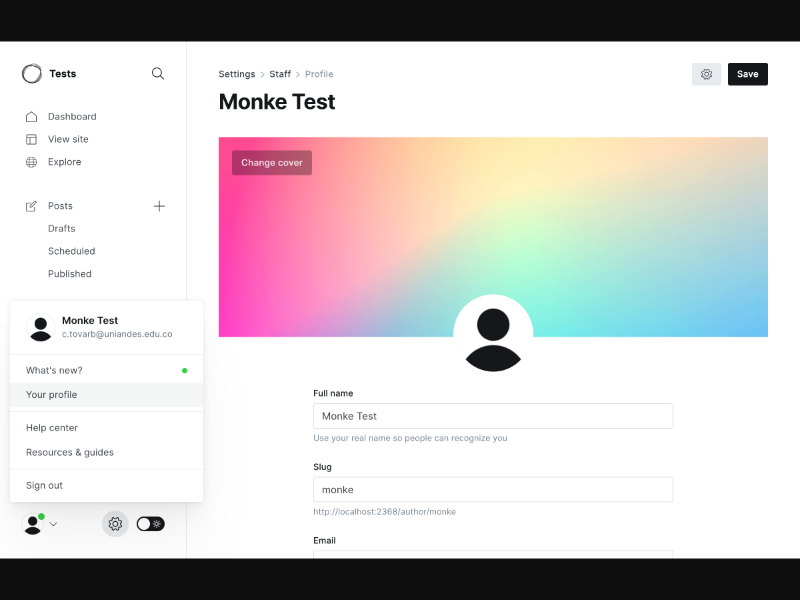 Tests
Dashboard
View site
Explore
Posts
Drafts
Scheduled
Published
Monke Test
c.tovarb@uniandes.edu.co
What's new?
Your profile
Help center
Resources & guides
Sign out
Settings > Staff > Profile
Save
Monke Test
Change cover
Full name
Monke Test
Use your real name so people can recognize you
Slug
monke
http://localhost:2368/author/monke
Email